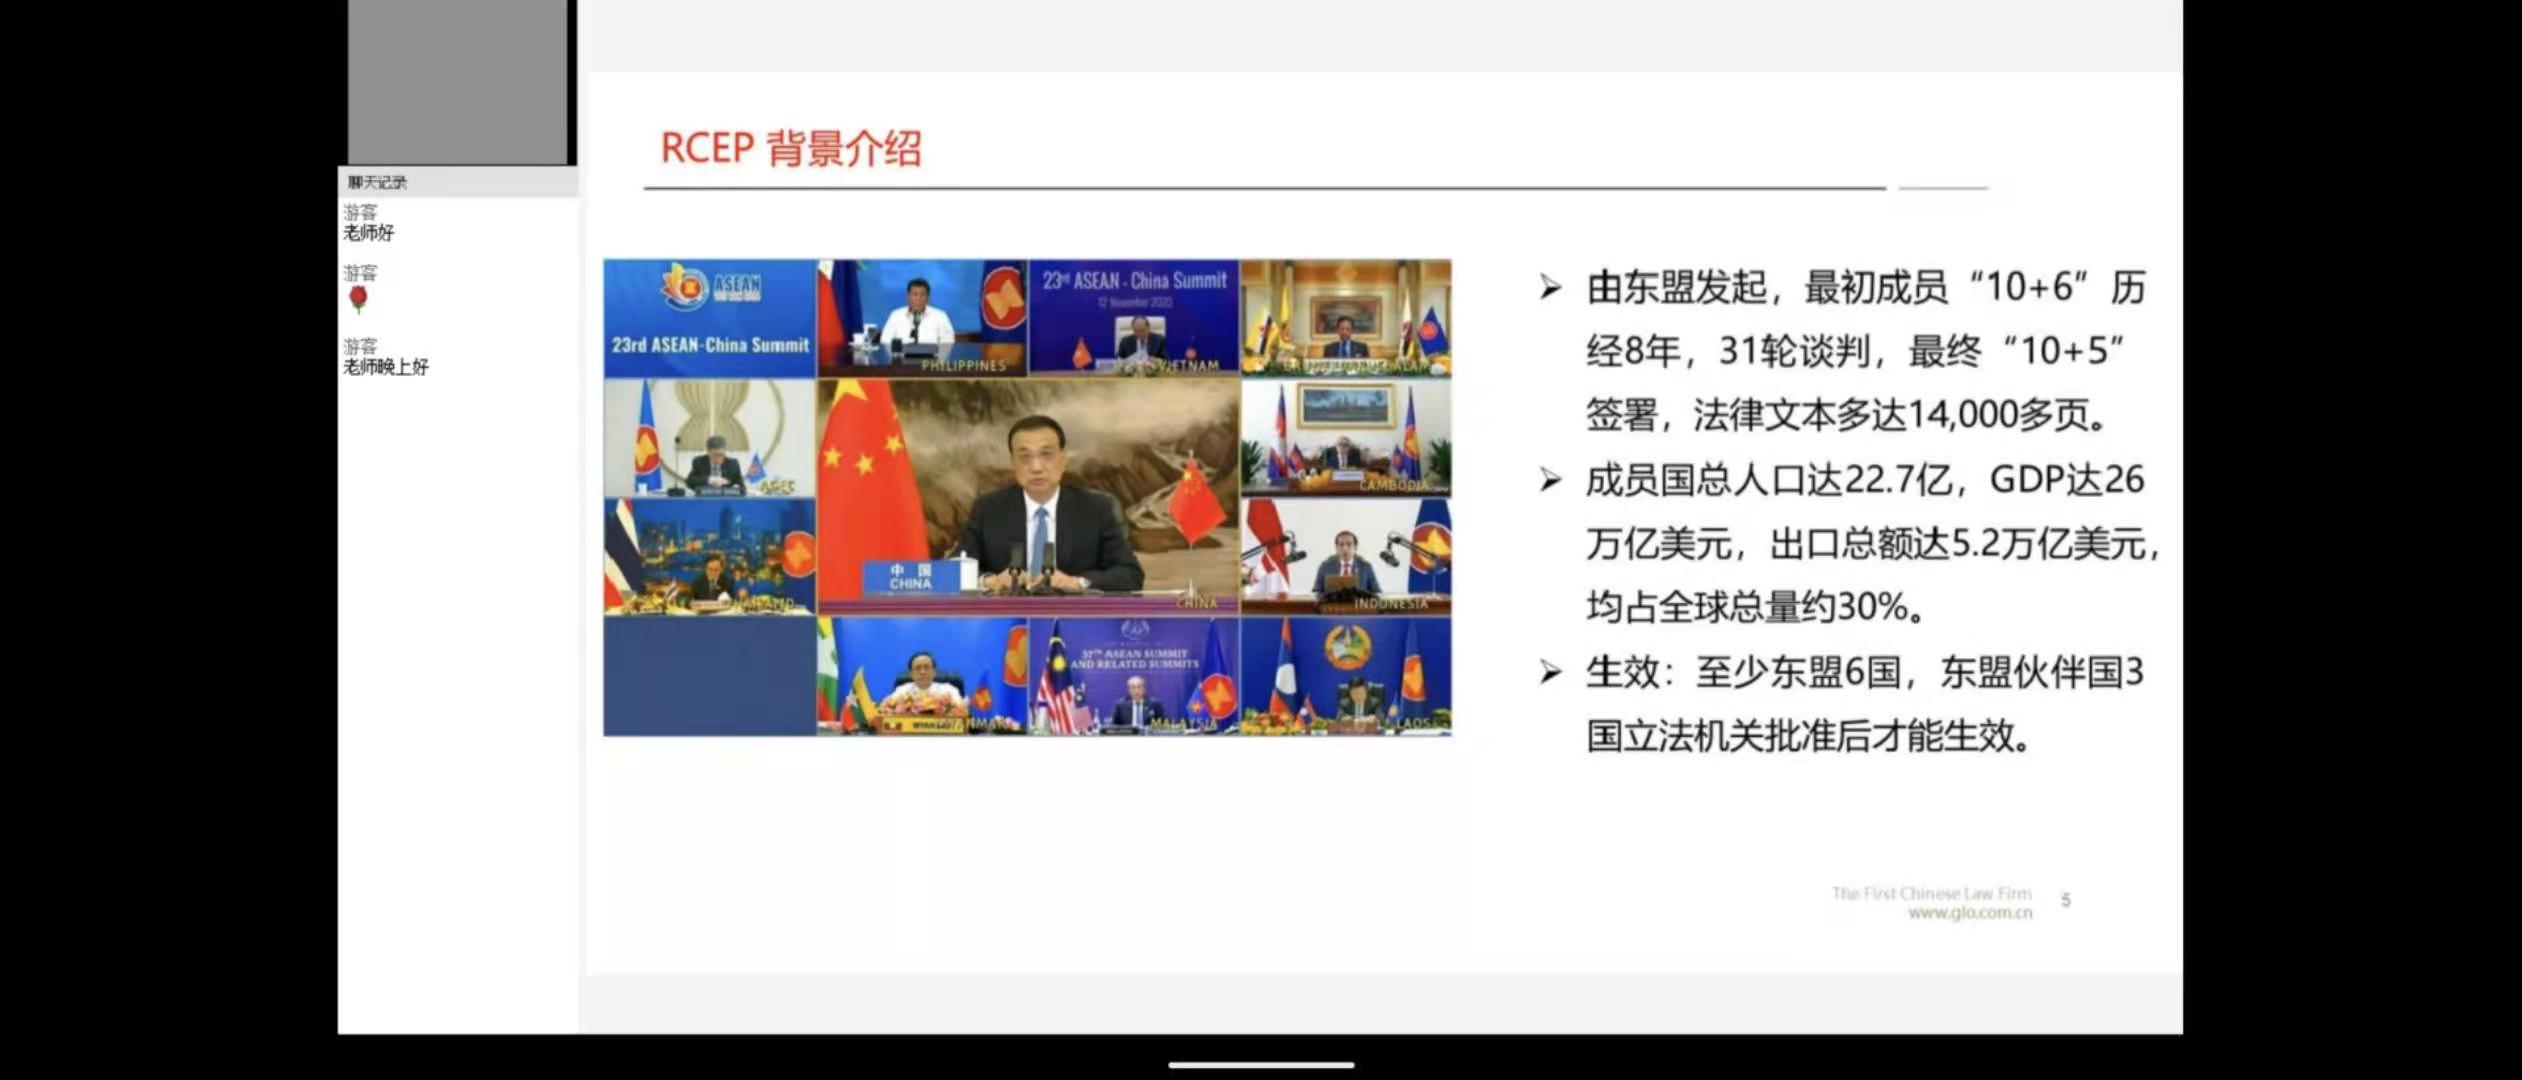 聊天记录
游客
老师好
游客
游客
老师晚上好
RCEP 背景介绍
ASEAN
23rd ASEAN-China Summit
PHILIPPINES
23rd ASEAN - China Summit
12 November 2020
VIETNAM
CAMBODIA
中国
CHINA
CHINA
INDONESIA
37TH ASEAN SUMMIT
AND RELATED SUMMITS
MALAYSIA
LAOS
➢ 由东盟发起，最初成员“10+6”历
经8年，31轮谈判，最终“10+5”
签署，法律文本多达14,000多页。
➢ 成员国总人口达22.7亿，GDP达26
万亿美元，出口总额达5.2万亿美元，
均占全球总量约30%。
➢ 生效：至少东盟6国，东盟伙伴国3
国立法机关批准后才能生效。
The First Chinese Law Firm
www.glo.com.cn
5